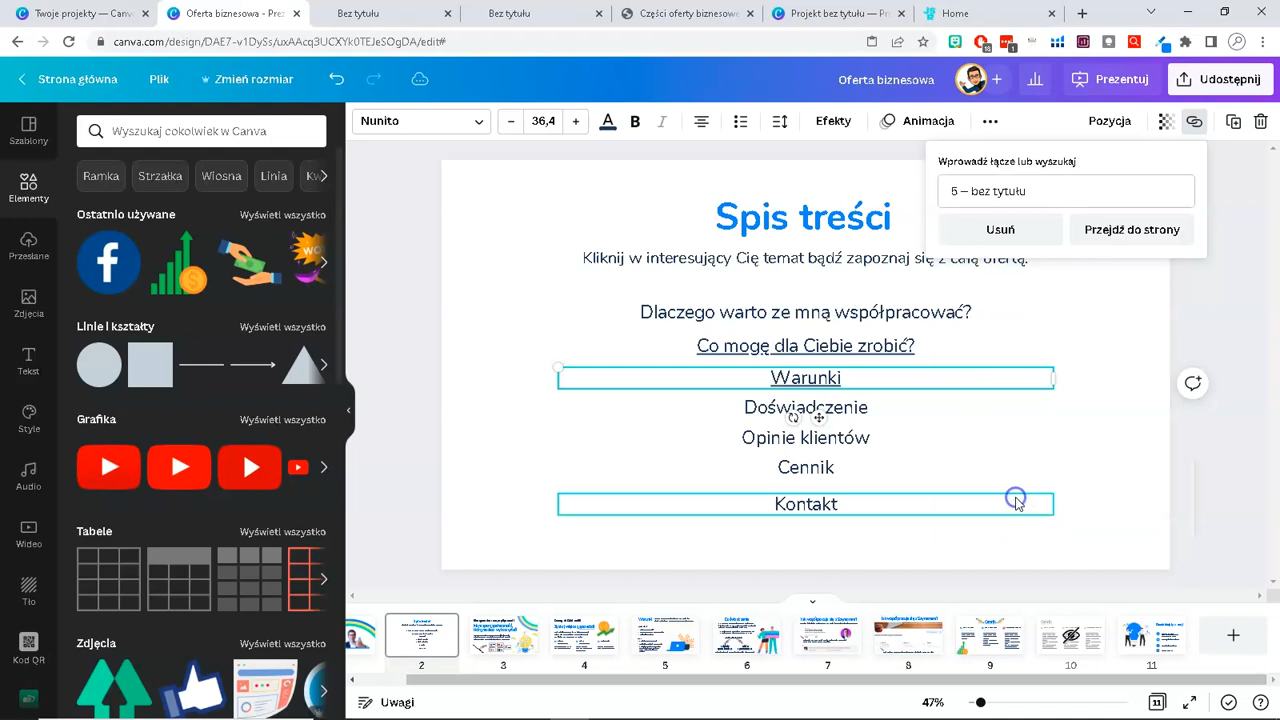 Twoje projekty — Can
Oferta biznesowa - Prez
Bez tytułu
Bez tytułu
Części oferty biznesowe
Projekt bez tytułu — Pro
Home
canva.com/design/DAE7-v1DySs/uxAAcq3UCXYk0TEJeSOgDA/edit#
Strona główna
Plik
Zmień rozmiar
Oferta biznesowa
Prezentuj
Udostępnij
Szablony
Elementy
Przesłane
Zdjęcia
Tekst
Style
Audio
Wideo
Tło
Kod QR
Wyszukaj cokolwiek w Canva
Ramka
Strzałka
Wiosna
Linia
Kw
Ostatnio używane
Wyświetl wszystko
Linie i kształty
Wyświetl wszystko
Grafika
Wyświetl wszystko
Tabele
Wyświetl wszystko
Zdjęcia
Wyświetl wszystko
Nunito
36,4
Efekty
Animacja
Pozycja
Wprowadź łącze lub wyszukaj
5 – bez tytułu
Usuń
Przejdź do strony
Spis treści
Kliknij w interesujący Cię temat bądź zapoznaj się z całą ofertą.
Dlaczego warto ze mną współpracować?
Co mogę dla Ciebie zrobić?
Warunki
Doświadczenie
Opinie klientów
Cennik
Kontakt
2
3
4
5
6
7
8
9
10
11
Uwagi
47%
11